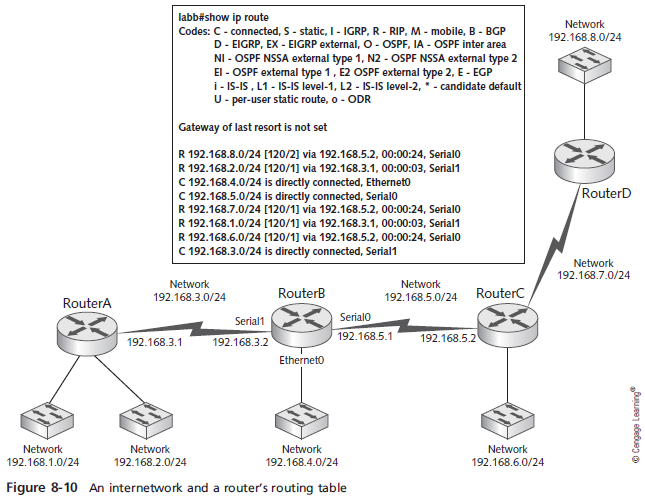 labb#show ip route
Codes: C - connected, S - static, I - IGRP, R - RIP, M - mobile, B - BGP
D - EIGRP, EX - EIGRP external, O - OSPF, IA - OSPF inter area
NI - OSPF NSSA external type 1, N2 - OSPF NSSA external type 2
EI - OSPF external type 1 , E2 OSPF external type 2, E - EGP
i - IS-IS , L1 - IS-IS level-1, L2 - IS-IS level-2, * - candidate default
U - per-user static route, o - ODR
Gateway of last resort is not set
R 192.168.8.0/24 [120/2] via 192.168.5.2, 00:00:24, Serial0
R 192.168.2.0/24 [120/1] via 192.168.3.1, 00:00:03, Serial1
C 192.168.4.0/24 is directly connected, Ethernet0
C 192.168.5.0/24 is directly connected, Serial0
R 192.168.7.0/24 [120/1] via 192.168.5.2, 00:00:24, Serial0
R 192.168.1.0/24 [120/1] via 192.168.3.1, 00:00:03, Serial1
R 192.168.6.0/24 [120/1] via 192.168.5.2, 00:00:24, Serial0
C 192.168.3.0/24 is directly connected, Serial1
Network
192.168.8.0/24
RouterD
Network
192.168.7.0/24
RouterA
Network
192.168.3.0/24
RouterB
Network
192.168.5.0/24
RouterC
Serial1
Serial0
192.168.3.1
192.168.3.2
192.168.5.1
192.168.5.2
Ethernet0
Network
192.168.1.0/24
Network
192.168.2.0/24
Network
192.168.4.0/24
Network
192.168.6.0/24
© Cengage Learning®
Figure 8-10 An internetwork and a router's routing table